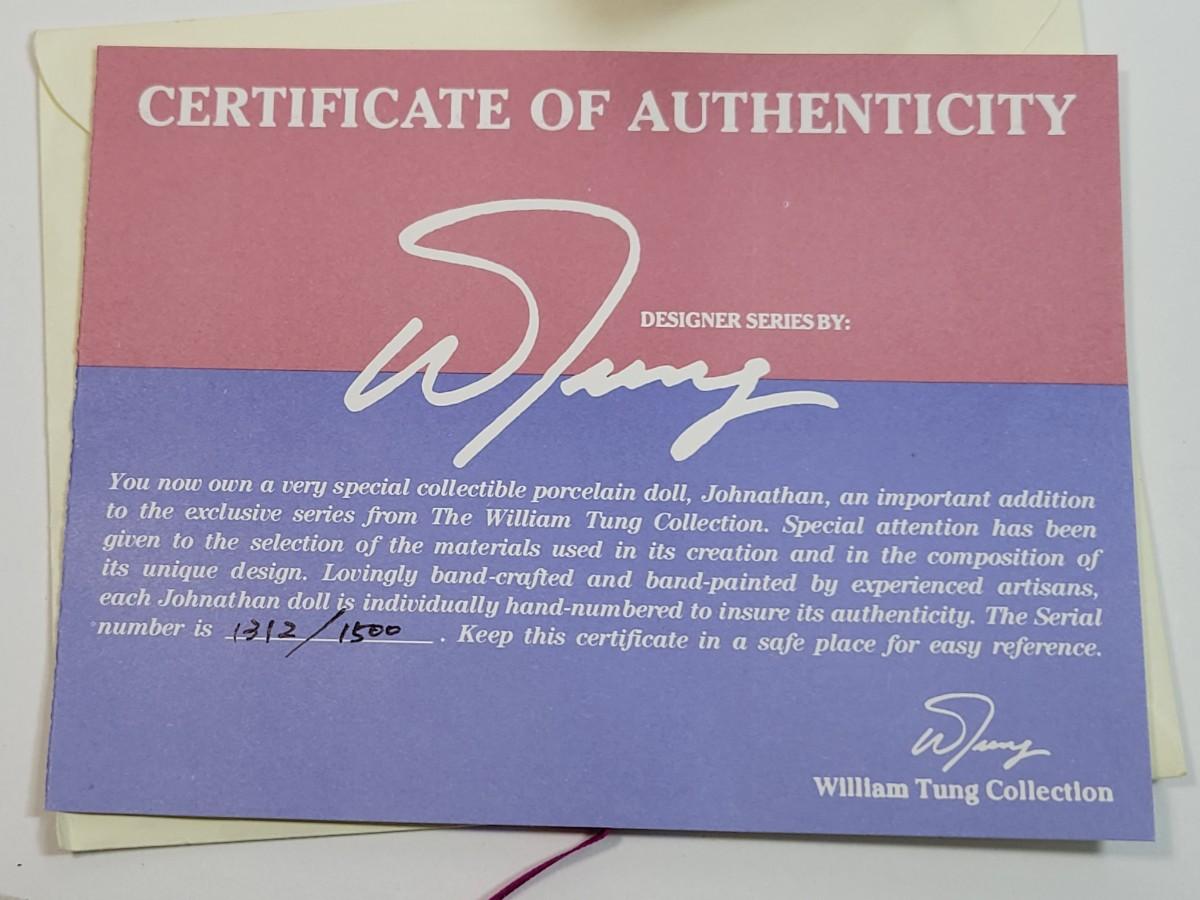 CERTIFICATE OF AUTHENTICITY
DESIGNER SERIES BY:
W Tung
You now own a very special collectible porcelain doll, Johnathan, an important addition
to the exclusive series from The William Tung Collection. Special attention has been
given to the selection of the materials used in its creation and in the composition of
its unique design. Lovingly band-crafted and band-painted by experienced artisans,
each Johnathan doll is individually hand-numbered to insure its authenticity. The Serial
number is 1312/1500. Keep this certificate in a safe place for easy reference.
W Tung
William Tung Collection